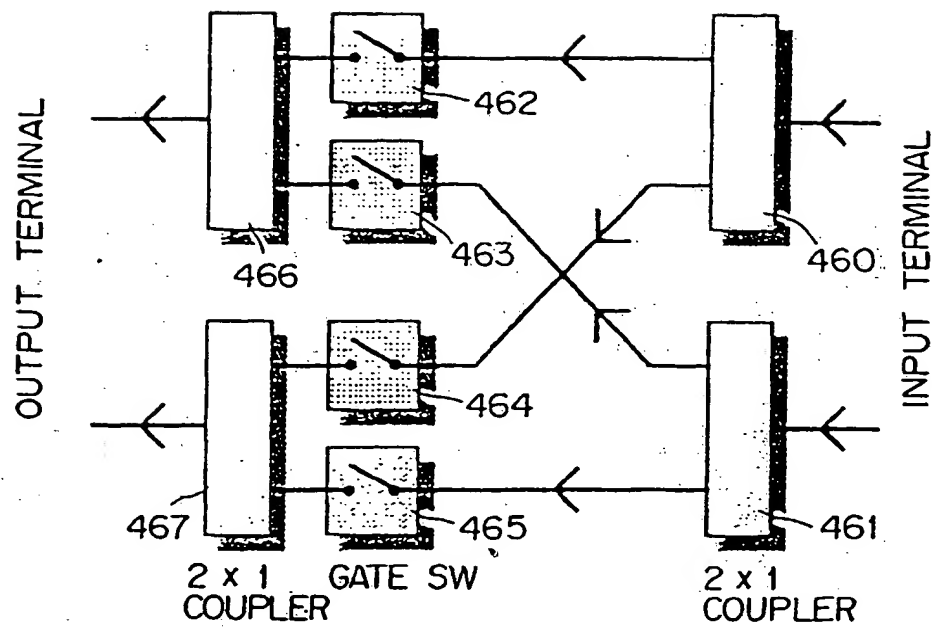 OUTPUT TERMINAL
INPUT TERMINAL
462
463
466
460
464
465
467
461
2 x 1
COUPLER
GATE SW
2 x 1
COUPLER